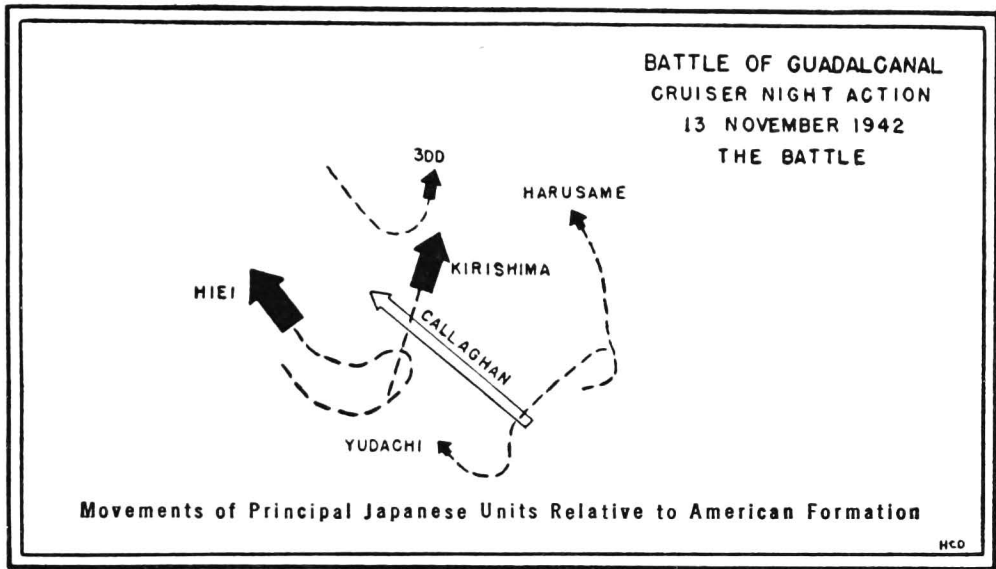 BATTLE OF GUADALCANAL
CRUISER NIGHT ACTION
13 NOVEMBER 1942
THE BATTLE
3DD
HARUSAME
KIRISHIMA
HIEI
CALLAGHAN
YUDACHI
Movements of Principal Japanese Units Relative to American Formation
HCD